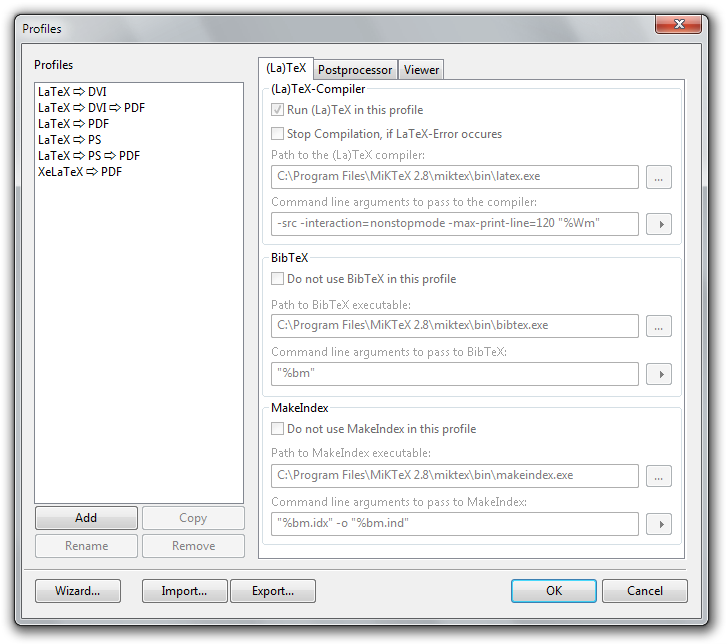 Profiles
Profiles
LaTeX ⇨ DVI
LaTeX ⇨ DVI ⇨ PDF
LaTeX ⇨ PDF
LaTeX ⇨ PS
LaTeX ⇨ PS ⇨ PDF
XeLaTeX ⇨ PDF
Add
Copy
Rename
Remove
(La)TeX
Postprocessor
Viewer
(La)TeX-Compiler
Run (La)TeX in this profile
Stop Compilation, if LaTeX-Error occures
Path to the (La)TeX compiler:
C:\Program Files\MiKTeX 2.8\miktex\bin\latex.exe
...
Command line arguments to pass to the compiler:
-src -interaction=nonstopmode -max-print-line=120 "%Wm"
BibTeX
Do not use BibTeX in this profile
Path to BibTeX executable:
C:\Program Files\MiKTeX 2.8\miktex\bin\bibtex.exe
...
Command line arguments to pass to BibTeX:
"%bm"
MakeIndex
Do not use MakeIndex in this profile
Path to MakeIndex executable:
C:\Program Files\MiKTeX 2.8\miktex\bin\makeindex.exe
...
Command line arguments to pass to MakeIndex:
"%bm.idx" -o "%bm.ind"
Wizard...
Import...
Export...
OK
Cancel